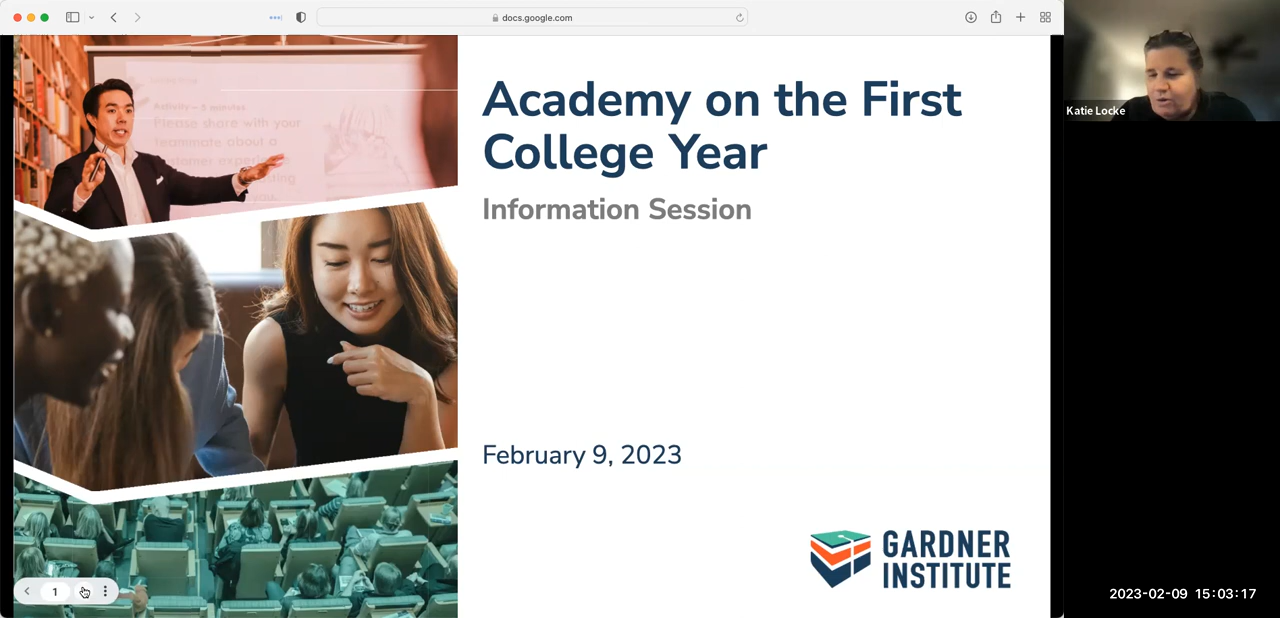 docs.google.com
Activity – 5 minutes
Please share with your
teammate about a
Academy on the First
College Year
Information Session
February 9, 2023
GARDNER
INSTITUTE
1
Katie Locke
2023-02-09 15:03:17